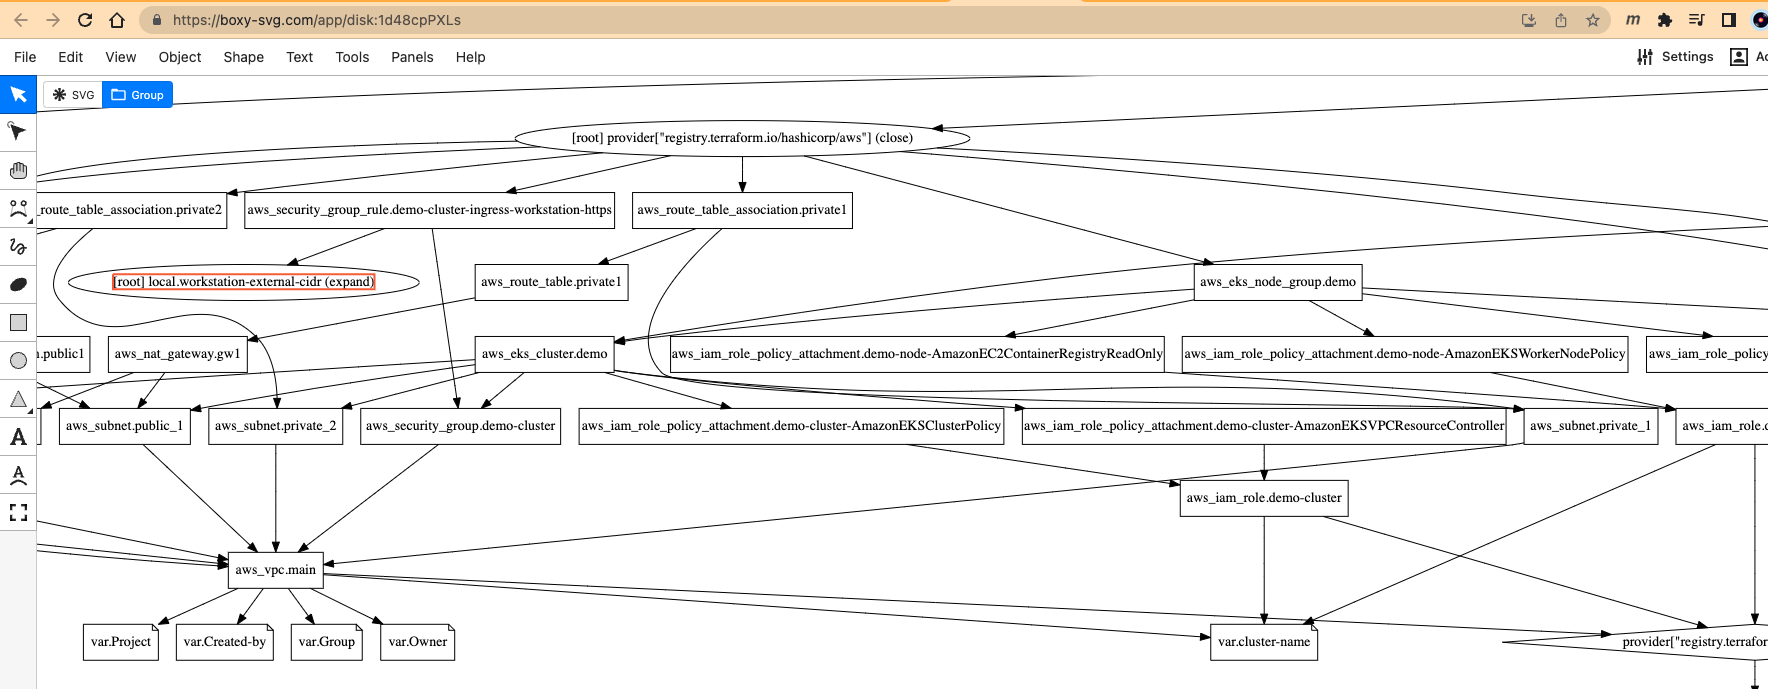 https://boxy-svg.com/app/disk:1d48cpPXLs
File Edit View Object Shape Text Tools Panels Help Settings
SVG Group
[root] provider["registry.terraform.io/hashicorp/aws"] (close)
_route_table_association.private2 aws_security_group_rule.demo-cluster-ingress-workstation-https aws_route_table_association.private1
[root] local.workstation-external-cidr (expand) aws_route_table.private1 aws_eks_node_group.demo
.public1 aws_nat_gateway.gw1 aws_eks_cluster.demo aws_iam_role_policy_attachment.demo-node-AmazonEC2ContainerRegistryReadOnly aws_iam_role_policy_attachment.demo-node-AmazonEKSWorkerNodePolicy aws_iam_role_policy
aws_subnet.public_1 aws_subnet.private_2 aws_security_group.demo-cluster aws_iam_role_policy_attachment.demo-cluster-AmazonEKSClusterPolicy aws_iam_role_policy_attachment.demo-cluster-AmazonEKSVPCResourceController aws_subnet.private_1 aws_iam_role.
aws_iam_role.demo-cluster
aws_vpc.main
var.Project var.Created-by var.Group var.Owner var.cluster-name provider["registry.terrafor